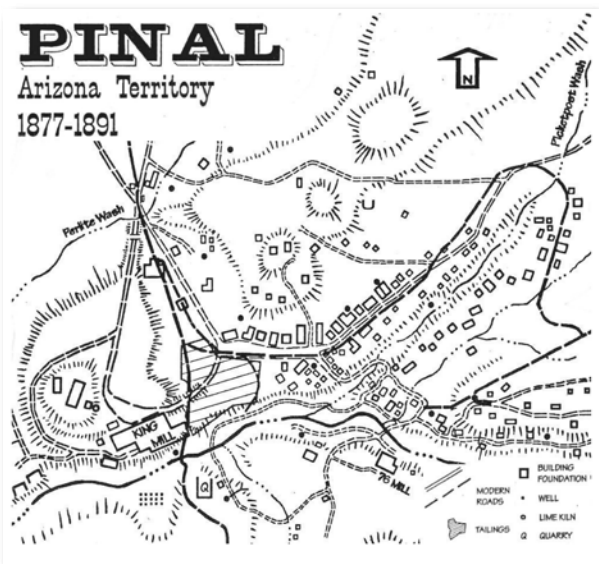 PINAL
Arizona Territory
1877-1891
N
Picketpost Wash
Perlite Wash
KING
MILL
Q
76 MILL
MODERN
ROADS
TAILINGS
BUILDING
FOUNDATION
WELL
LIME KILN
Q QUARRY